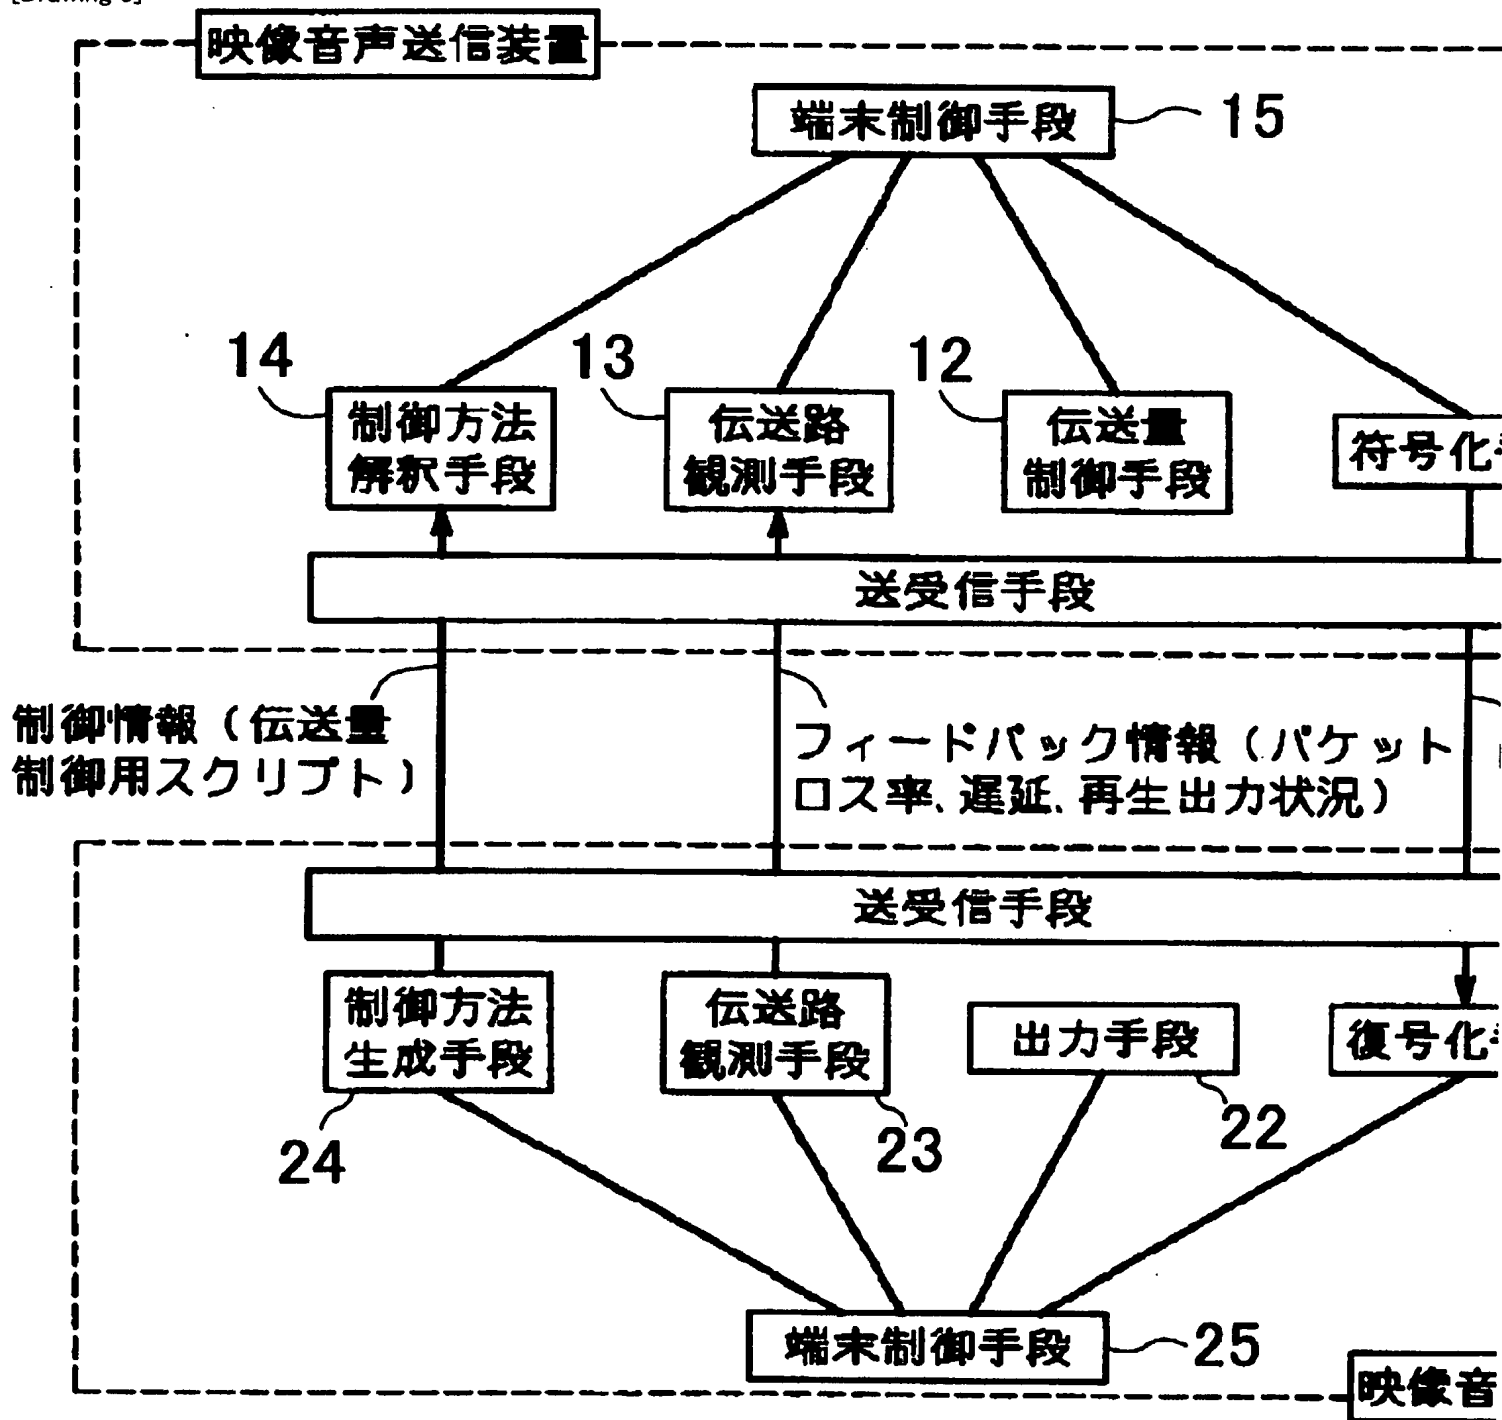 映像音声送信装置
端末制御手段
15
14
13
12
制御方法
解釈手段
伝送路
観測手段
伝送量
制御手段
符号化
送受信手段
制御情報(伝送量
制御用スクリプト)
フィードバック情報(パケット
ロス率、遅延、再生出力状況)
送受信手段
制御方法
生成手段
伝送路
観測手段
出力手段
復号化
24
23
22
端末制御手段
25
映像音